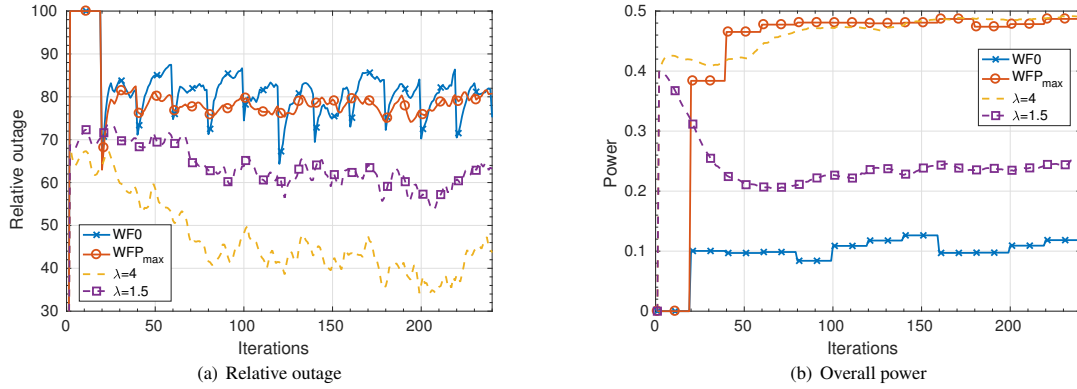 100
90
80
70
60
50
40
30
Relative outage
WF0
WFPmax
λ=4
λ=1.5
0
50
100
150
200
Iterations
(a) Relative outage
0.5
0.4
0.3
0.2
0.1
0
Power
WF0
WFPmax
λ=4
λ=1.5
0
50
100
150
200
Iterations
(b) Overall power